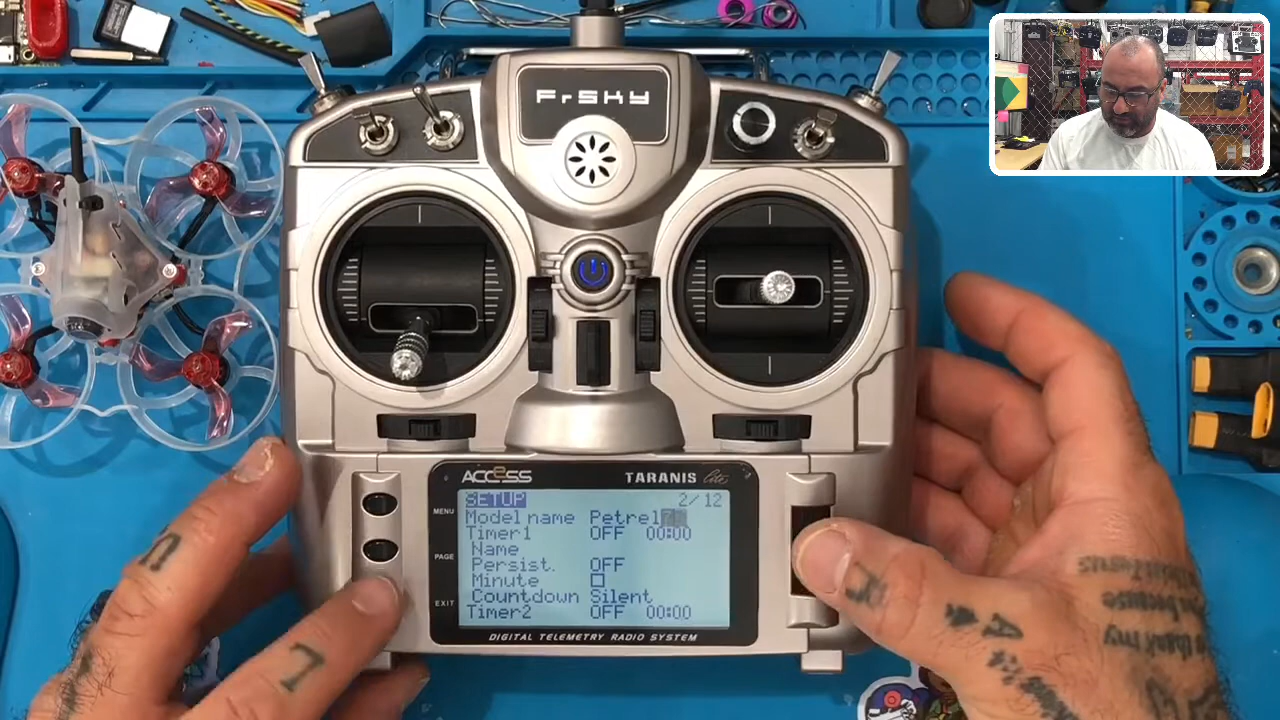 FrSKY
ACCESS
TARANIS Lite
MENU
PAGE
EXIT
SETUP 2/12
Model name Petrel
Timer1 OFF 00:00
Name
Persist. OFF
Minute
Countdown Silent
Timer2 OFF 00:00
DIGITAL TELEMETRY RADIO SYSTEM